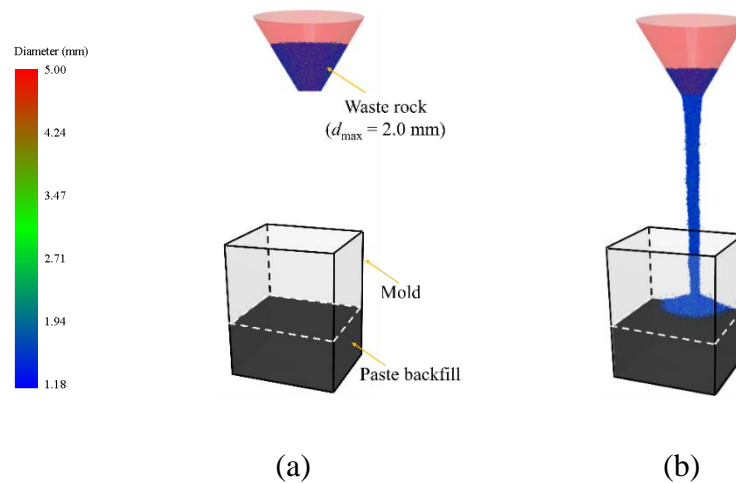 Diameter (mm)
5.00
4.24
3.47
2.71
1.94
1.18
Waste rock
(dmax = 2.0 mm)
Mold
Paste backfill
(a)
(b)